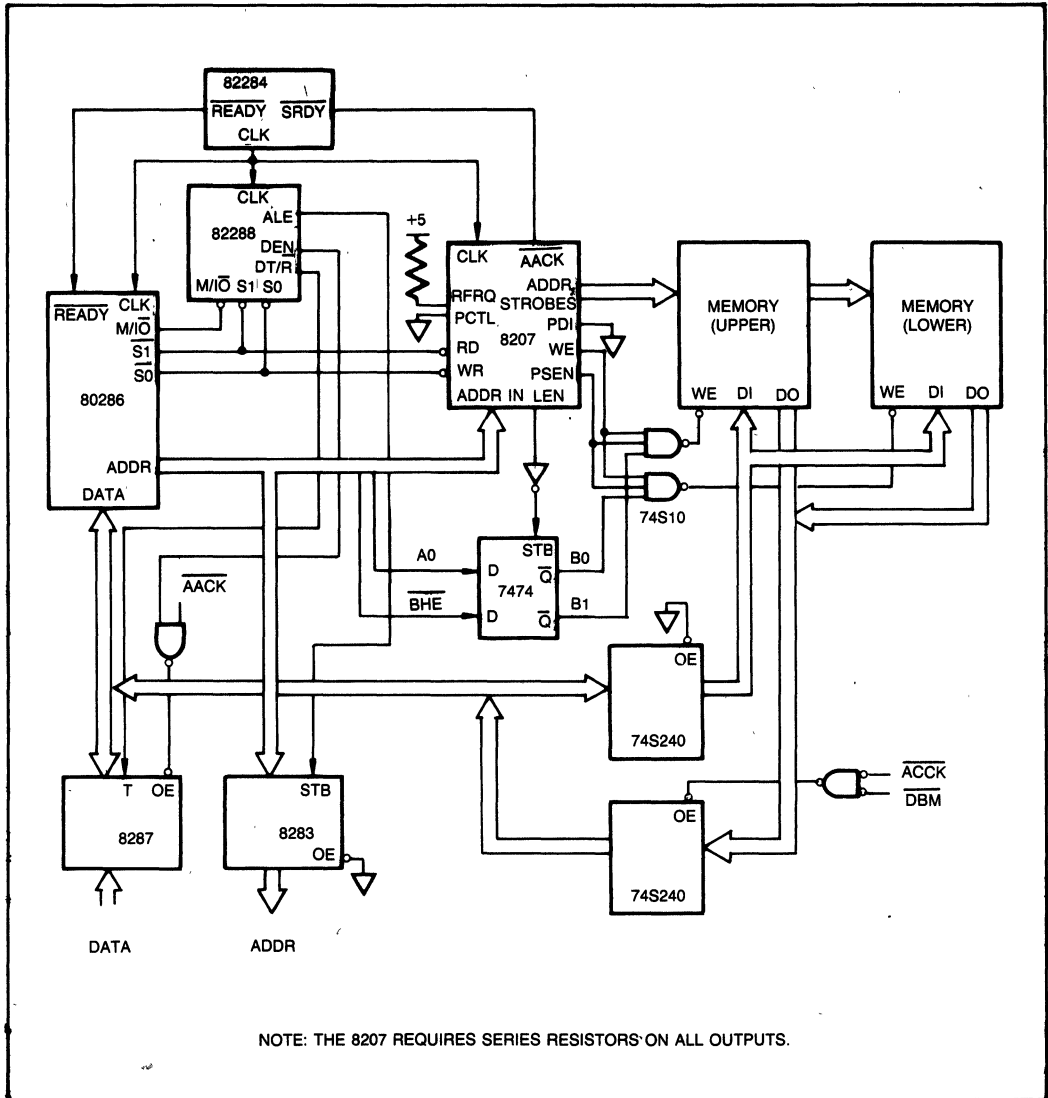 82284
READY SRDY
CLK
CLK
ALE
82288
DEN
DT/R
M/IO S1 S0
+5
CLK
AACK
RFRQ
ADDR
STROBES
PCTL
PDI
8207
RD
WE
WR
PSEN
ADDR IN LEN
MEMORY
(UPPER)
WE DI DO
MEMORY
(LOWER)
WE DI DO
READY
CLK
M/IO
S1
S0
80286
ADDR
DATA
74S10
A0
BHE
STB
D
Q
7474
D
Q
B0
B1
AACK
OE
74S240
T OE
8287
STB
8283
OE
OE
74S240
ACCK
DBM
DATA
ADDR
NOTE: THE 8207 REQUIRES SERIES RESISTORS ON ALL OUTPUTS.